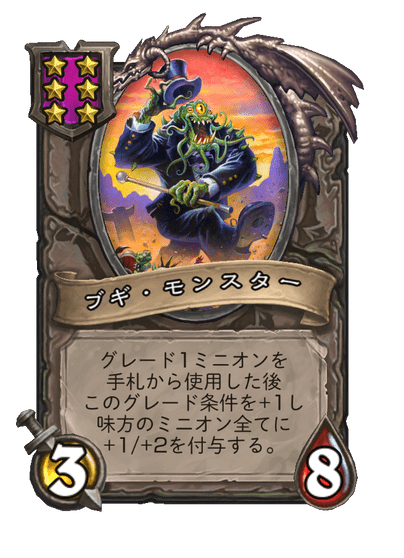 ブギ・モンスター
グレード1ミニオンを
手札から使用した後
このグレード条件を+1し
味方のミニオン全てに
+1/+2を付与する。
3
8